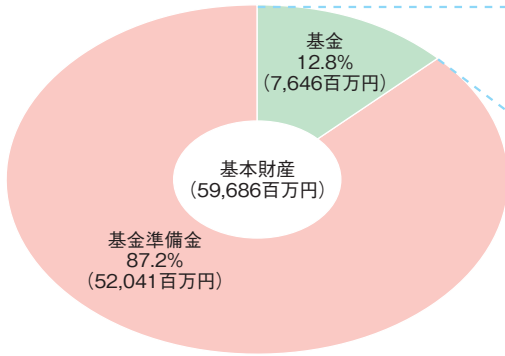 基金
12.8%
（7,646百万円）
基本財産
（59,686百万円）
基金準備金
87.2%
（52,041百万円）